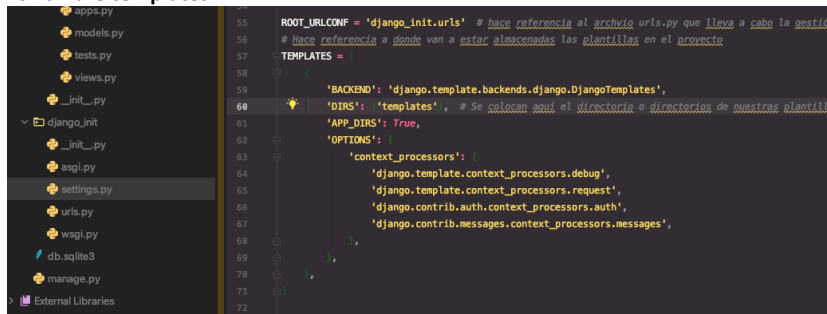 apps.py
models.py
tests.py
views.py
__init__.py
django_init
__init__.py
asgi.py
settings.py
urls.py
wsgi.py
db.sqlite3
manage.py
External Libraries
55 ROOT_URLCONF = 'django_init.urls' # hace referencia al archvio urls.py que lleva a cabo la gestió
56 # Hace referencia a donde van a estar almacenadas las plantillas en el proyecto
57 TEMPLATES = [
58 {
59 'BACKEND': 'django.template.backends.django.DjangoTemplates',
60 'DIRS': ['templates'], # Se colocan aquí el directorio o directorios de nuestras plantill
61 'APP_DIRS': True,
62 'OPTIONS': {
63 'context_processors': [
64 'django.template.context_processors.debug',
65 'django.template.context_processors.request',
66 'django.contrib.auth.context_processors.auth',
67 'django.contrib.messages.context_processors.messages',
68 ],
69 },
70 },
71 ]
72